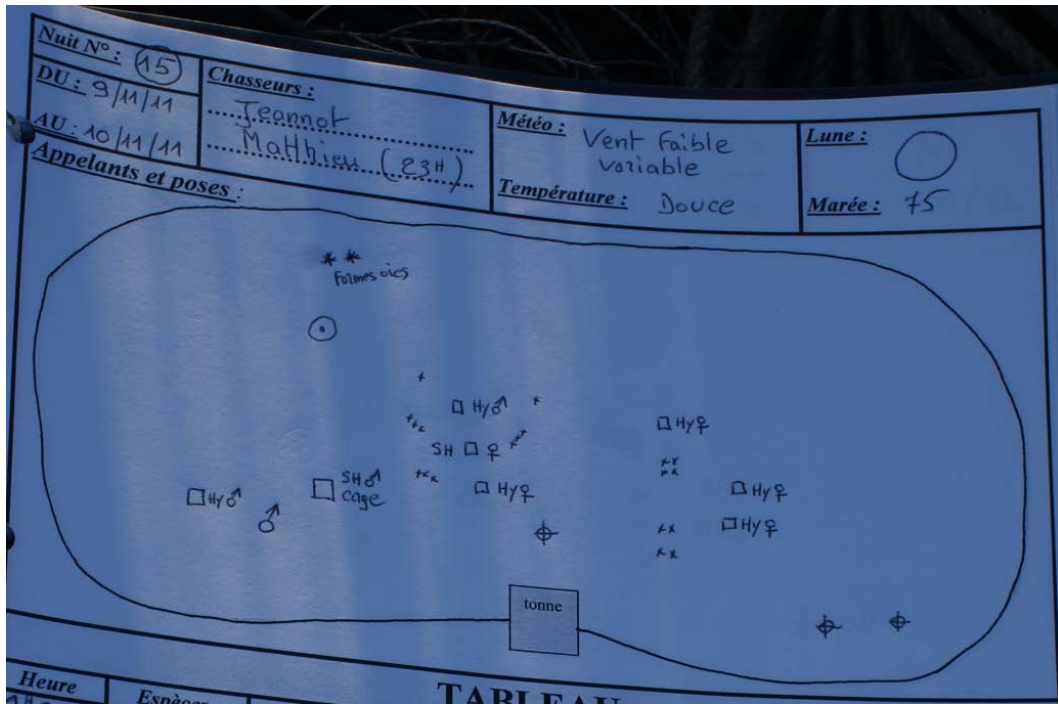 Nuit N° : 15
DU : 9/11/11
AU : 10/11/11
Chasseurs :
Jeannot
Matthieu (23H)
Météo : Vent Faible
variable
Température : Douce
Lune :
Marée : 75
Appelants et poses :
Formes oies
Hy♂
SH ♀
Hy♀
Hy♀
SH♂
cage
Hy♂
♂
Hy♀
Hy♀
tonne
TABLEAU
Heure
Espèces